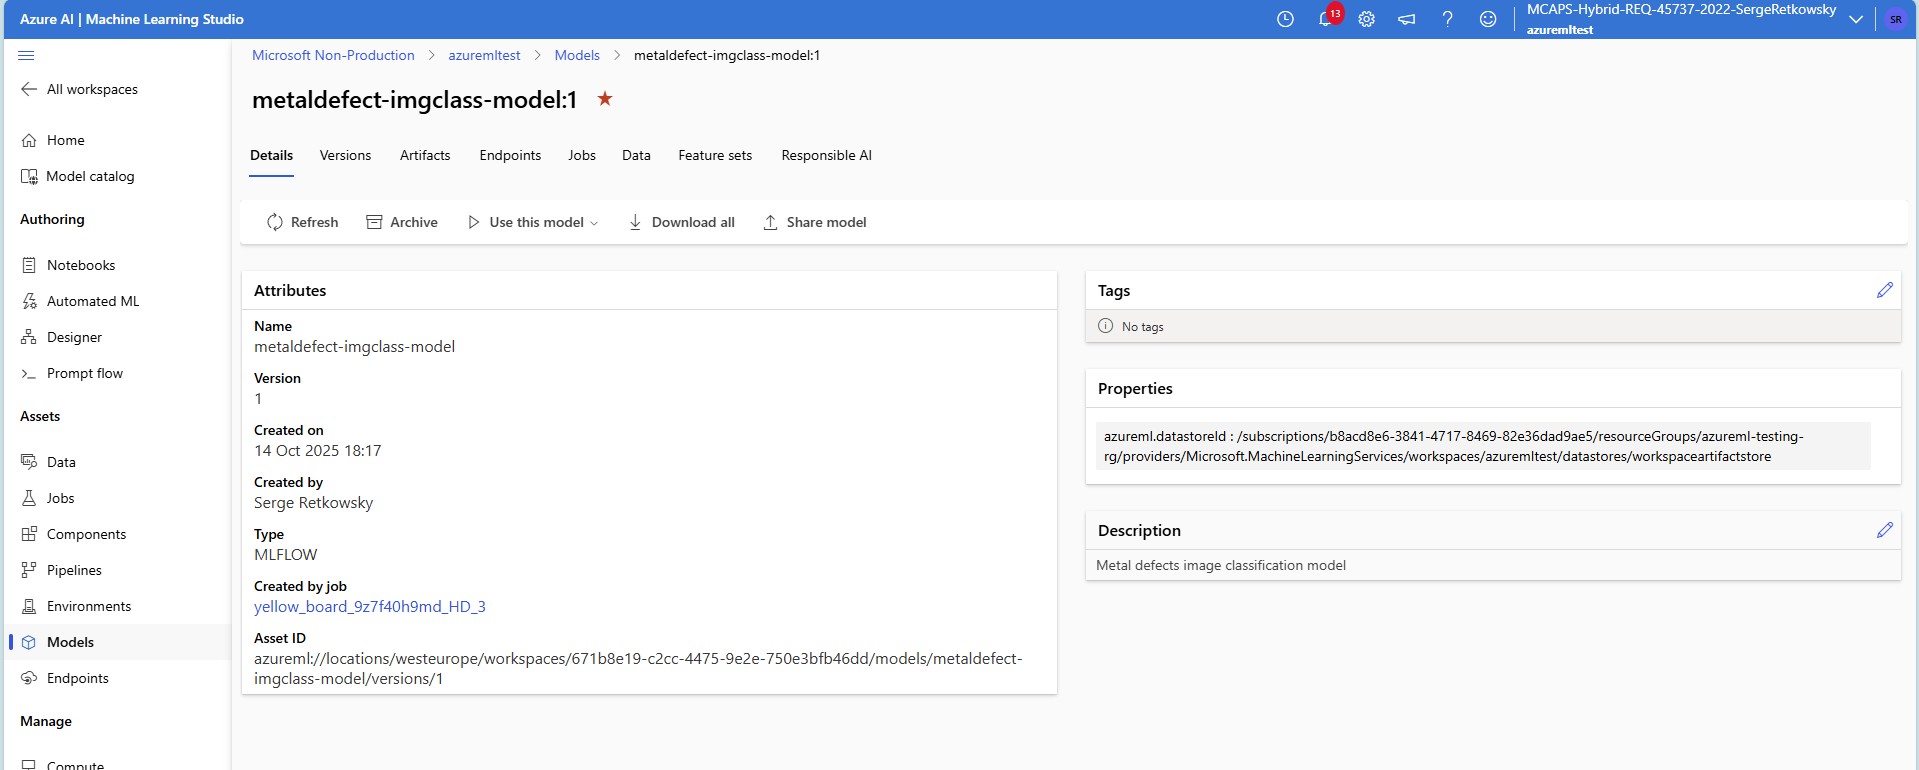 Azure AI | Machine Learning Studio
13
MCAPS-Hybrid-REQ-45737-2022-SergeRetkowsky
azuremltest
SR
All workspaces
Home
Model catalog
Authoring
Notebooks
Automated ML
Designer
Prompt flow
Assets
Data
Jobs
Components
Pipelines
Environments
Models
Endpoints
Manage
Compute
Microsoft Non-Production > azuremltest > Models > metaldefect-imgclass-model:1
metaldefect-imgclass-model:1
Details Versions Artifacts Endpoints Jobs Data Feature sets Responsible AI
Refresh Archive Use this model Download all Share model
Attributes
Name
metaldefect-imgclass-model
Version
1
Created on
14 Oct 2025 18:17
Created by
Serge Retkowsky
Type
MLFLOW
Created by job
yellow_board_9z7f40h9md_HD_3
Asset ID
azureml://locations/westeurope/workspaces/671b8e19-c2cc-4475-9e2e-750e3bfb46dd/models/metaldefect-
imgclass-model/versions/1
Tags
No tags
Properties
azureml.datastoreId : /subscriptions/b8acd8e6-3841-4717-8469-82e36dad9ae5/resourceGroups/azureml-testing-
rg/providers/Microsoft.MachineLearningServices/workspaces/azuremltest/datastores/workspaceartifactstore
Description
Metal defects image classification model